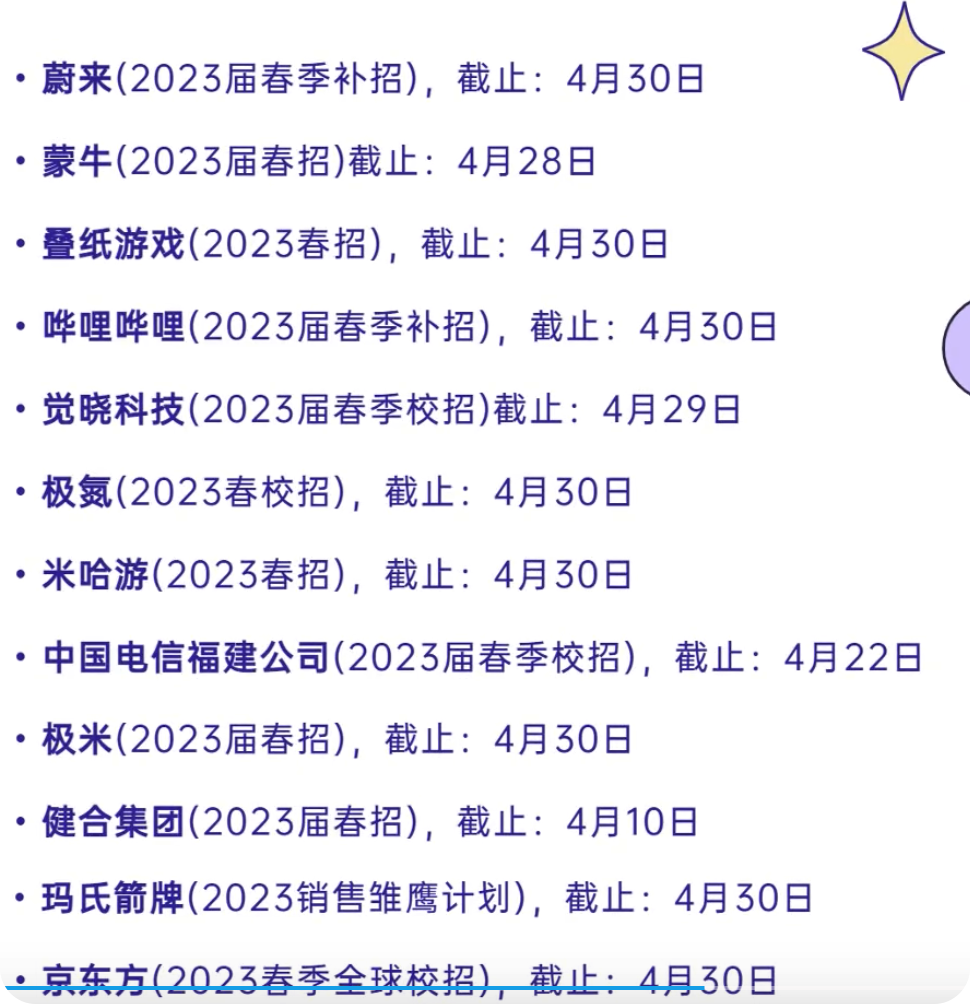 • 蔚来(2023届春季补招)，截止：4月30日
• 蒙牛(2023届春招)截止：4月28日
• 叠纸游戏(2023春招)，截止：4月30日
• 哗哩哗哩(2023届春季补招)，截止：4月30日
• 觉晓科技(2023届春季校招)截止：4月29日
• 极氪(2023春校招)，截止：4月30日
• 米哈游(2023春招)，截止：4月30日
• 中国电信福建公司(2023届春季校招)，截止：4月22日
• 极米(2023届春招)，截止：4月30日
• 健合集团(2023届春招)，截止：4月10日
• 玛氏箭牌(2023销售雏鹰计划)，截止：4月30日
• 京东方(2023春季全球校招)，截止：4月30日